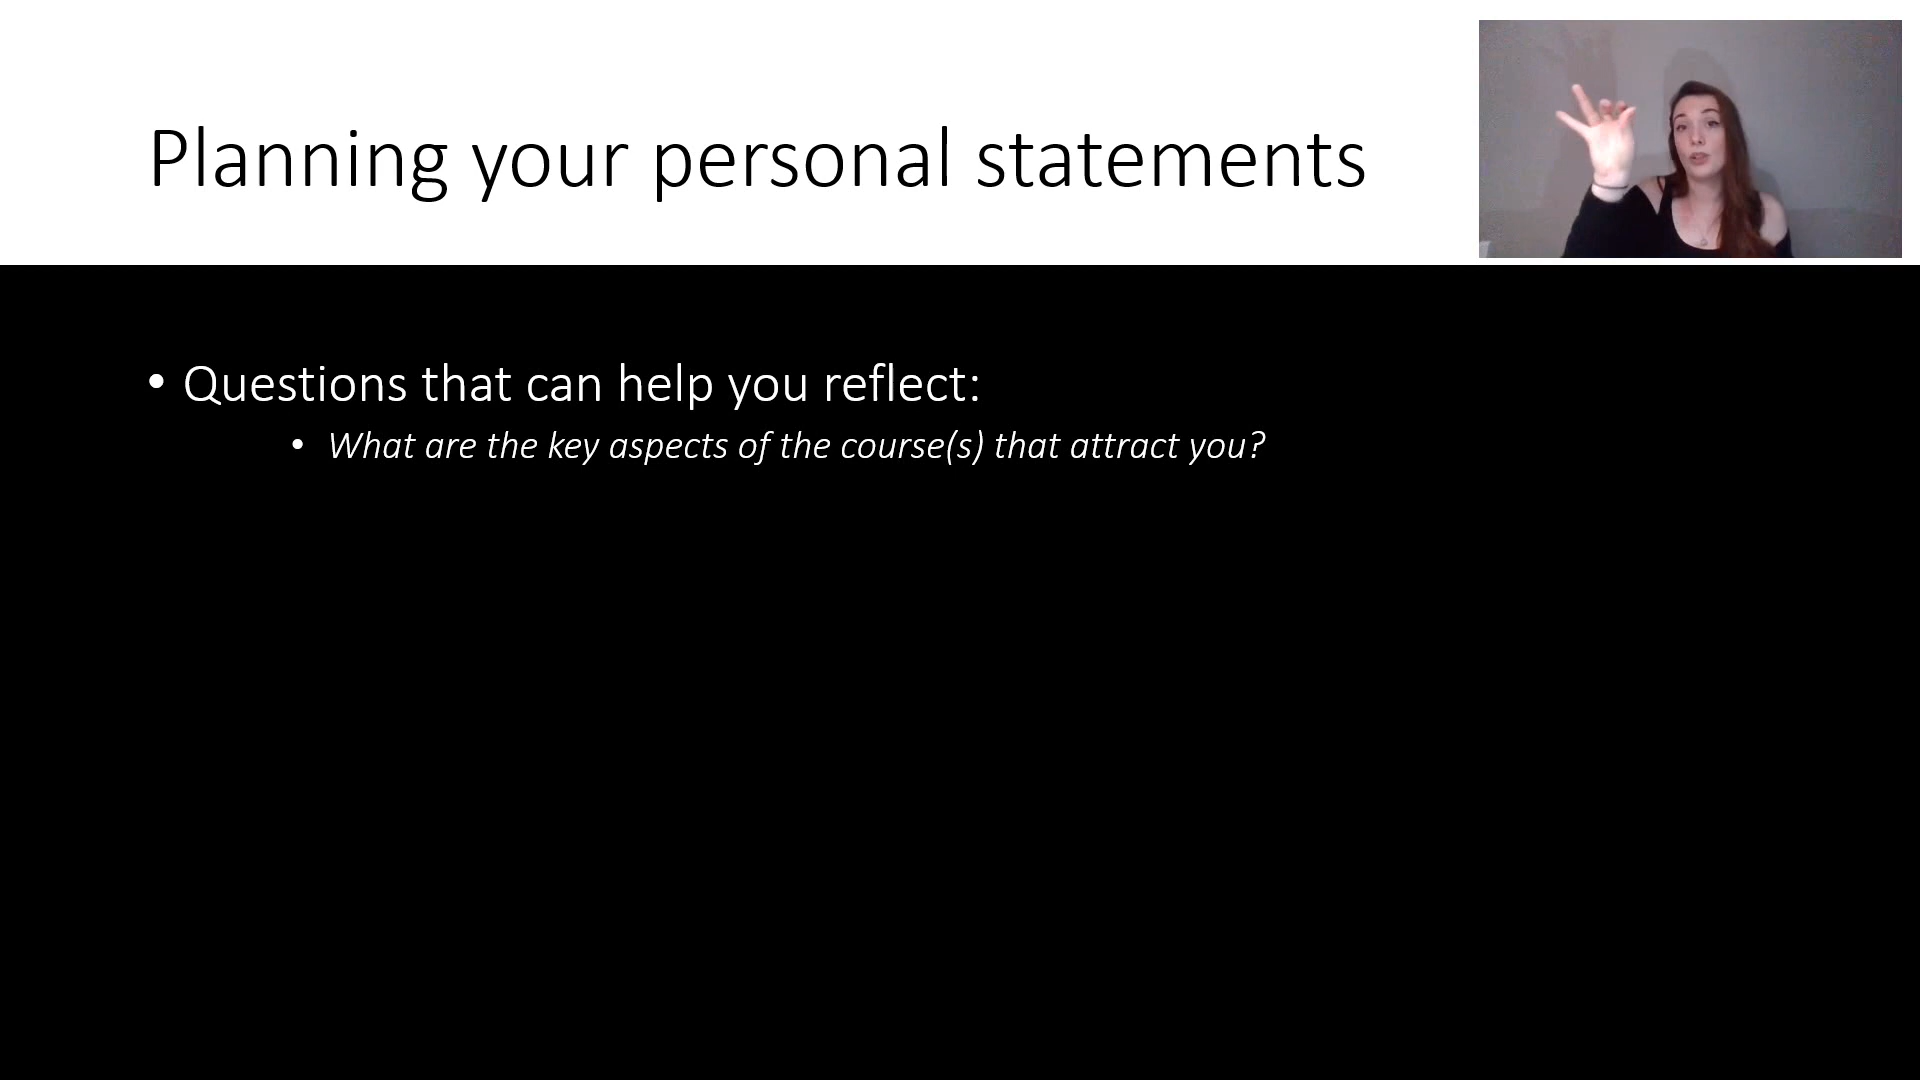 Planning your personal statements
• Questions that can help you reflect:
• What are the key aspects of the course(s) that attract you?